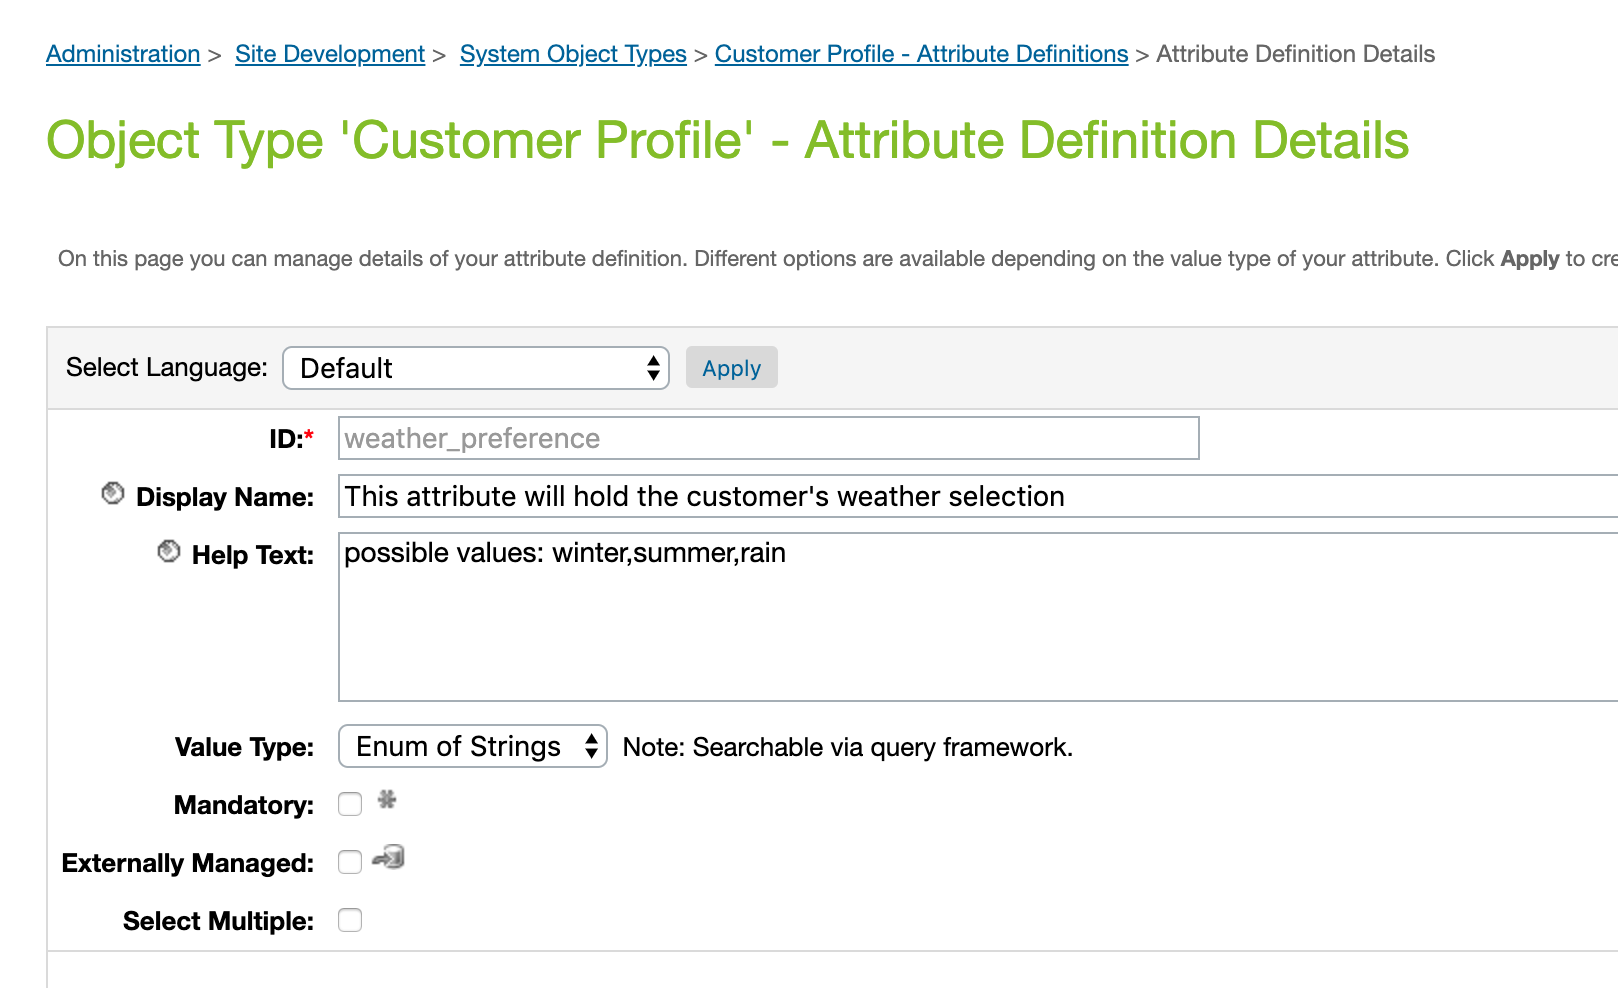 Administration > Site Development > System Object Types > Customer Profile - Attribute Definitions > Attribute Definition Details
Object Type 'Customer Profile' - Attribute Definition Details
On this page you can manage details of your attribute definition. Different options are available depending on the value type of your attribute. Click Apply to cre
Select Language: Default Apply
ID:* weather_preference
Display Name: This attribute will hold the customer's weather selection
Help Text: possible values: winter,summer,rain
Value Type: Enum of Strings Note: Searchable via query framework.
Mandatory:
Externally Managed:
Select Multiple: